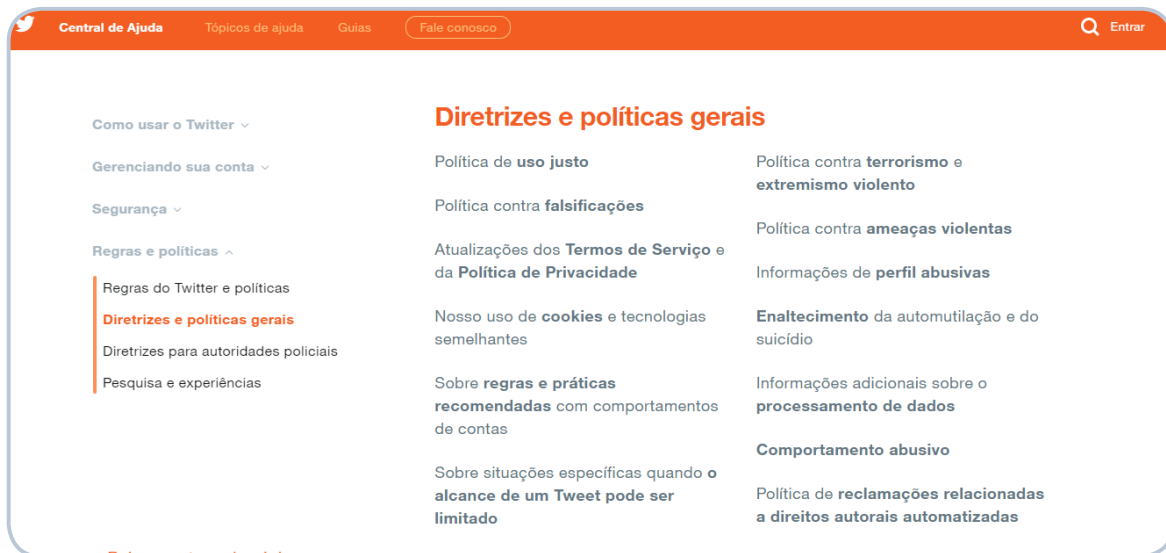 Central de Ajuda
Tópicos de ajuda
Guias
Fale conosco
Entrar
Como usar o Twitter
Gerenciando sua conta
Segurança
Regras e políticas
Regras do Twitter e políticas
Diretrizes e políticas gerais
Diretrizes para autoridades policiais
Pesquisa e experiências
Diretrizes e políticas gerais
Política de uso justo
Política contra falsificações
Atualizações dos Termos de Serviço e
da Política de Privacidade
Nosso uso de cookies e tecnologias
semelhantes
Sobre regras e práticas
recomendadas com comportamentos
de contas
Sobre situações específicas quando o
alcance de um Tweet pode ser
limitado
Política contra terrorismo e
extremismo violento
Política contra ameaças violentas
Informações de perfil abusivas
Enaltecimento da automutilação e do
suicídio
Informações adicionais sobre o
processamento de dados
Comportamento abusivo
Política de reclamações relacionadas
a direitos autorais automatizadas